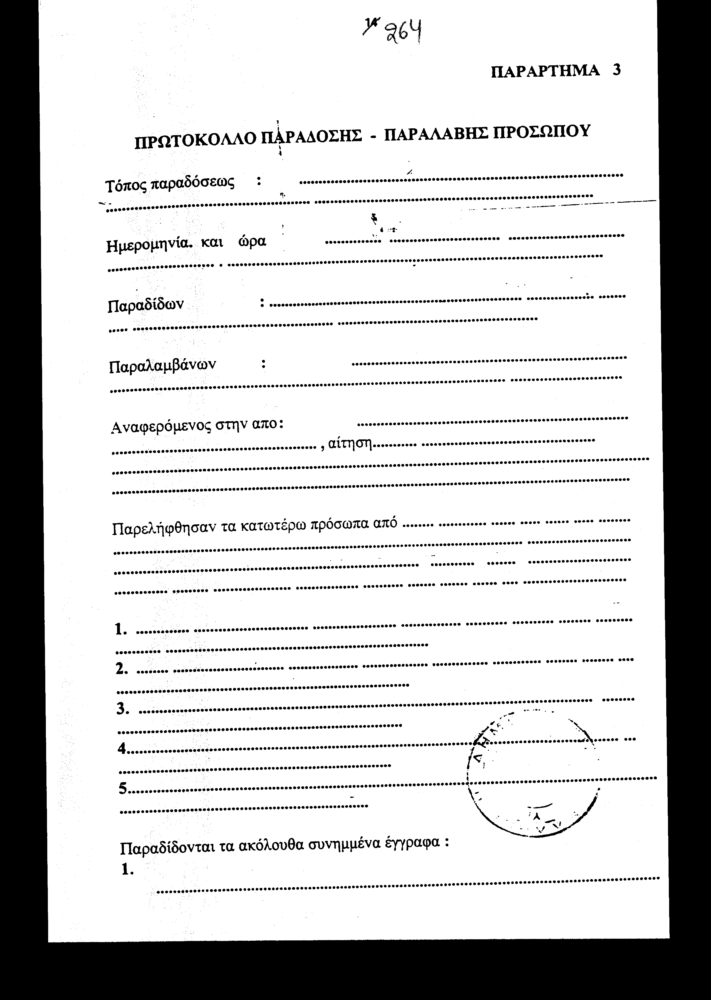 264
ΠΑΡΑΡΤΗΜΑ 3
ΠΡΩΤΟΚΟΛΛΟ ΠΑΡΑΔΟΣΗΣ - ΠΑΡΑΛΑΒΗΣ ΠΡΟΣΩΠΟΥ
Τόπος παραδόσεως : ..............................
..............................
Ημερομηνία. και ώρα ..............................
..............................
Παραδίδων : ..............................
..............................
Παραλαμβάνων : ..............................
..............................
Αναφερόμενος στην απο: ..............................
.............................. , αίτηση..............................
..............................
..............................
Παρελήφθησαν τα κατωτέρω πρόσωπα από ..............................
..............................
..............................
..............................
1. ..............................
..............................
2. ..............................
..............................
3. ..............................
..............................
4...............................
..............................
5...............................
..............................
Παραδίδονται τα ακόλουθα συνημμένα έγγραφα :
1.
..............................